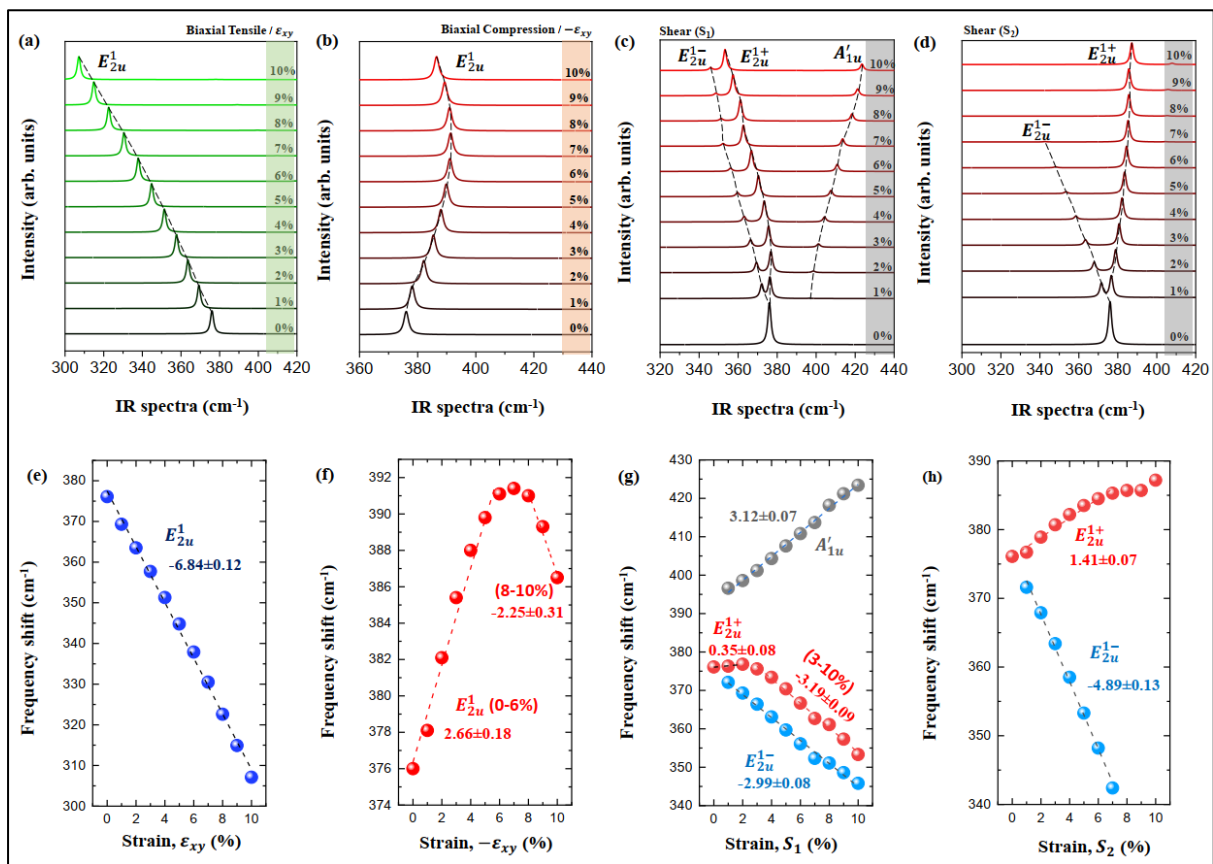 (a)
Biaxial Tensile / εxy
E¹2u
10%
9%
8%
7%
6%
5%
4%
3%
2%
1%
0%
Intensity (arb. units)
300 320 340 360 380 400 420
IR spectra (cm⁻¹)
(b)
Biaxial Compression / −εxy
E¹2u
10%
9%
8%
7%
6%
5%
4%
3%
2%
1%
0%
Intensity (arb. units)
360 380 400 420 440
IR spectra (cm⁻¹)
(c)
Shear (S₁)
E¹⁻2u E¹⁺2u A′1u
10%
9%
8%
7%
6%
5%
4%
3%
2%
1%
0%
Intensity (arb. units)
320 340 360 380 400 420 440
IR spectra (cm⁻¹)
(d)
Shear (S₂)
E¹⁺2u
E¹⁻2u
10%
9%
8%
7%
6%
5%
4%
3%
2%
1%
0%
Intensity (arb. units)
320 340 360 380 400 420
IR spectra (cm⁻¹)
(e)
380
370
360
350
340
330
320
310
300
Frequency shift (cm⁻¹)
E¹2u
-6.84±0.12
0 2 4 6 8 10
Strain, εxy (%)
(f)
392
390
388
386
384
382
380
378
376
374
Frequency shift (cm⁻¹)
(8-10%)
-2.25±0.31
E¹2u (0-6%)
2.66±0.18
0 2 4 6 8 10
Strain, −εxy (%)
(g)
430
420
410
400
390
380
370
360
350
340
Frequency shift (cm⁻¹)
3.12±0.07
A′1u
E¹⁺2u
0.35±0.08
(3-10%)
-3.19±0.09
E¹⁻2u
-2.99±0.08
0 2 4 6 8 10
Strain, S₁ (%)
(h)
390
380
370
360
350
340
Frequency shift (cm⁻¹)
E¹⁺2u
1.41±0.07
E¹⁻2u
-4.89±0.13
0 2 4 6 8 10
Strain, S₂ (%)